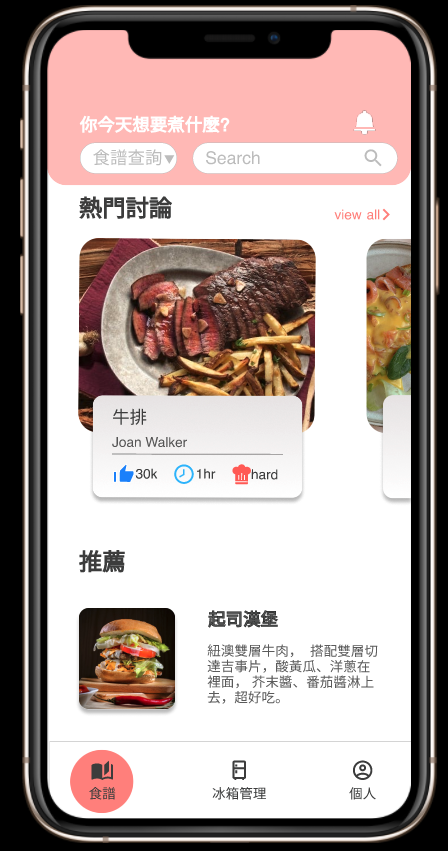 你今天想要煮什麼?
食譜查詢▼ Search
熱門討論
view all
牛排
Joan Walker
30k 1hr hard
推薦
起司漢堡
紐澳雙層牛肉， 搭配雙層切
達吉事片，酸黃瓜、洋蔥在
裡面， 芥末醬、番茄醬淋上
去，超好吃。
食譜 冰箱管理 個人